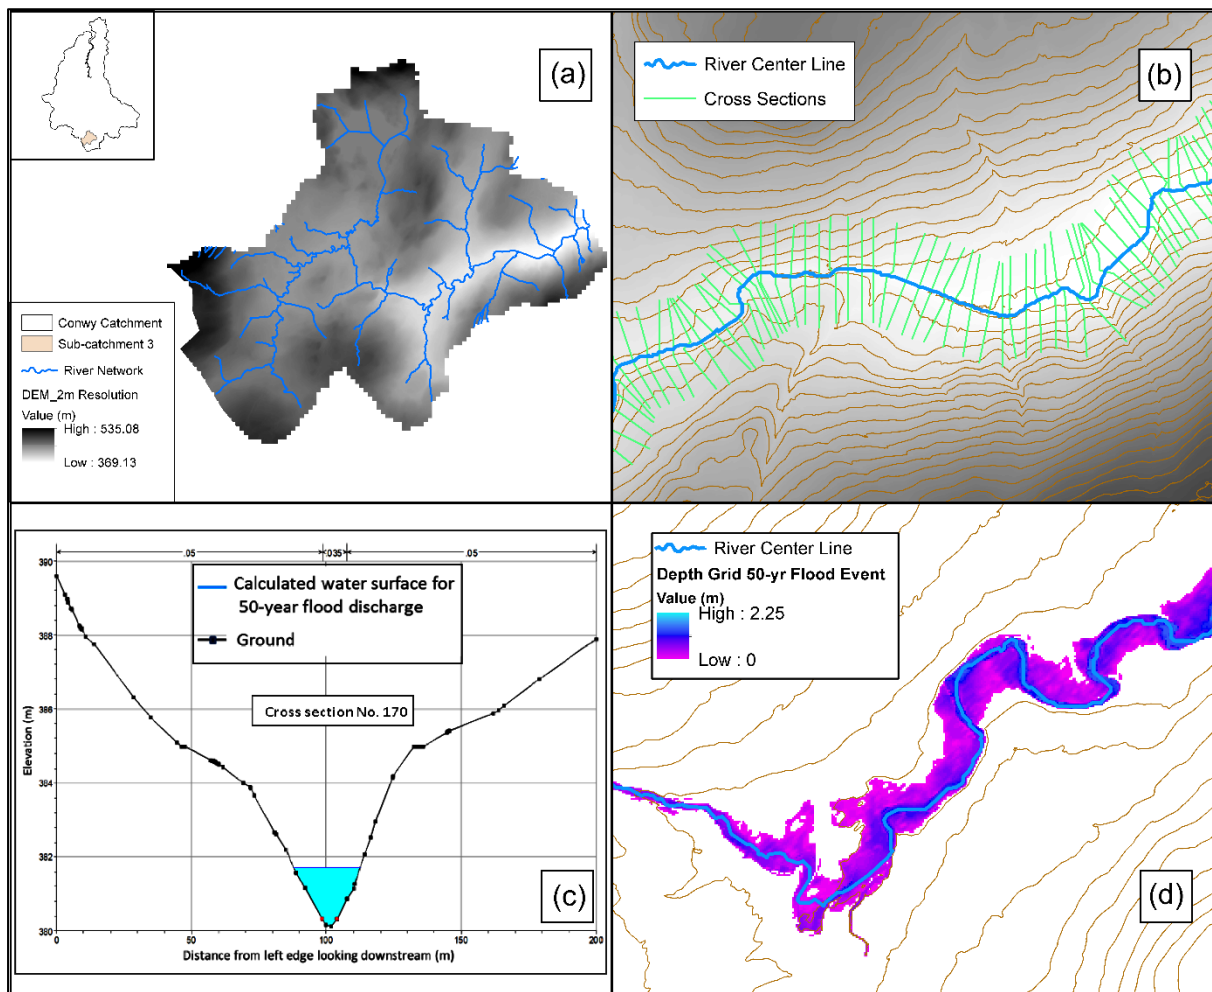 (a)
Conwy Catchment
Sub-catchment 3
River Network
DEM_2m Resolution
Value (m)
High : 535.08
Low : 369.13
(b)
River Center Line
Cross Sections
.05
.035
.05
390
388
386
384
382
380
Elevation (m)
Calculated water surface for
50-year flood discharge
Ground
Cross section No. 170
(c)
0
50
100
150
200
Distance from left edge looking downstream (m)
River Center Line
Depth Grid 50-yr Flood Event
Value (m)
High : 2.25
Low : 0
(d)